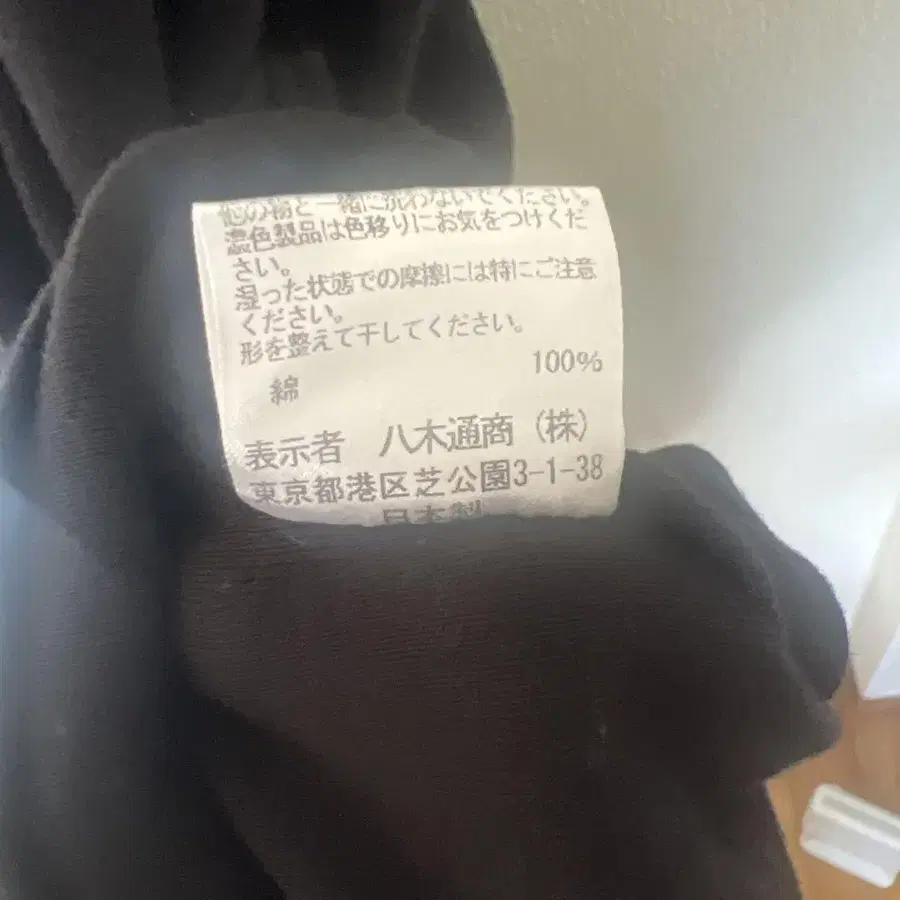 他の物と一緒に洗わないでください。
濃色製品は色移りにお気をつけくだ
さい。
湿った状態での摩擦には特にご注意
ください。
形を整えて干してください。
綿 100%
表示者 八木通商（株）
東京都港区芝公園3-1-38
日本製